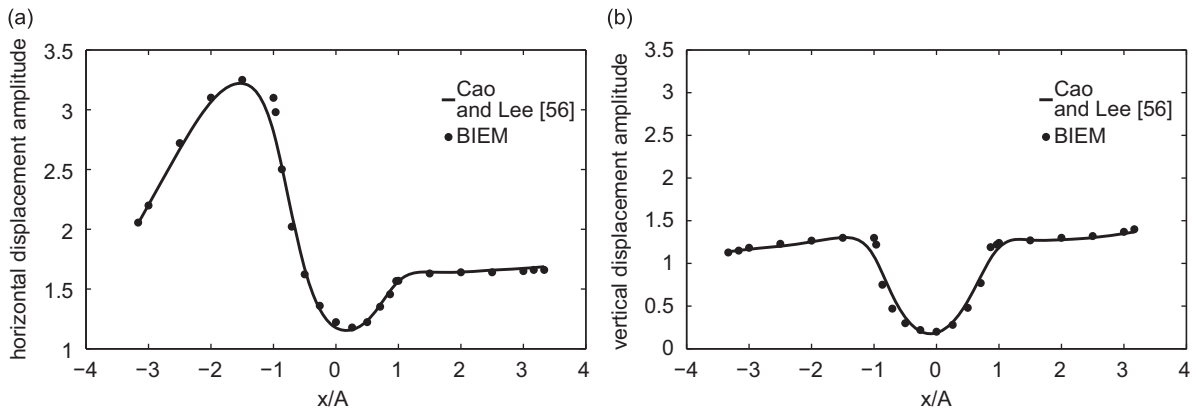 (a)
horizontal displacement amplitude
3.5
3
2.5
2
1.5
1
−4 −3 −2 −1 0 1 2 3 4
x/A
Cao
and Lee [56]
BIEM
(b)
vertical displacement amplitude
3.5
3
2.5
2
1.5
1
0.5
0
−4 −3 −2 −1 0 1 2 3 4
x/A
Cao
and Lee [56]
BIEM